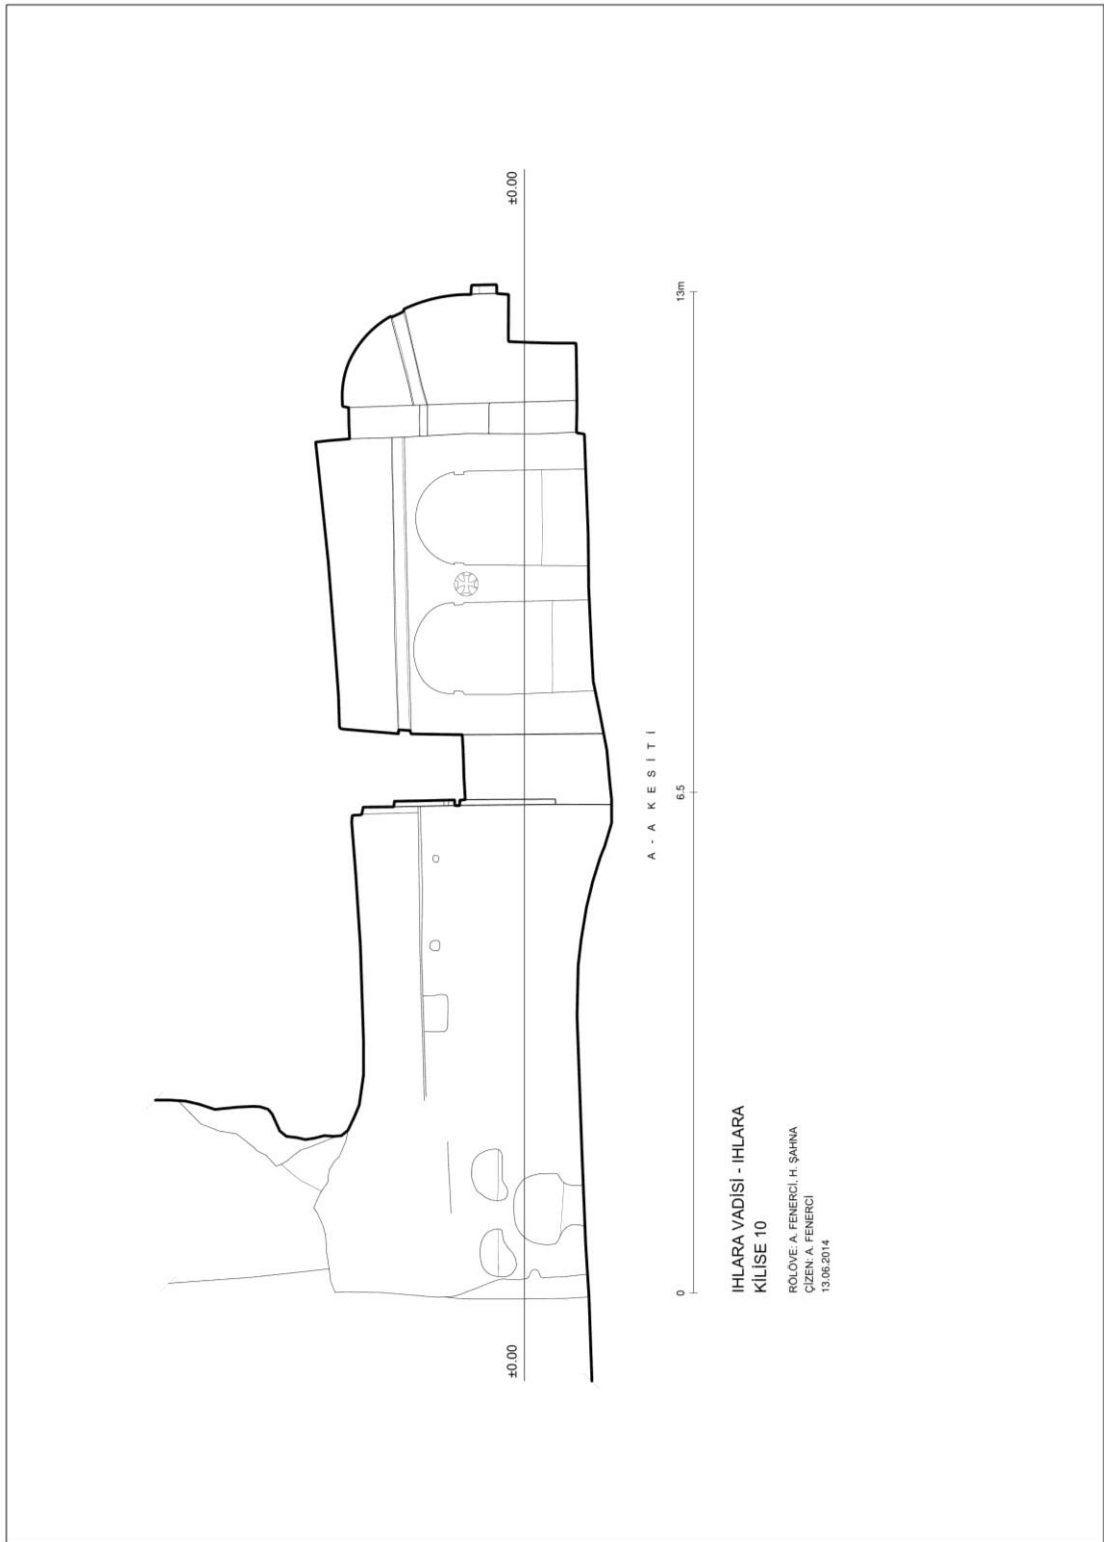 ±0.00
±0.00
A - A K E S İ T İ
0
6.5
13m
IHLARA VADİSİ - IHLARA
KİLİSE 10
RÖLÖVE: A. FENERCİ, H. ŞAHNA
ÇİZEN: A. FENERCİ
13.06.2014